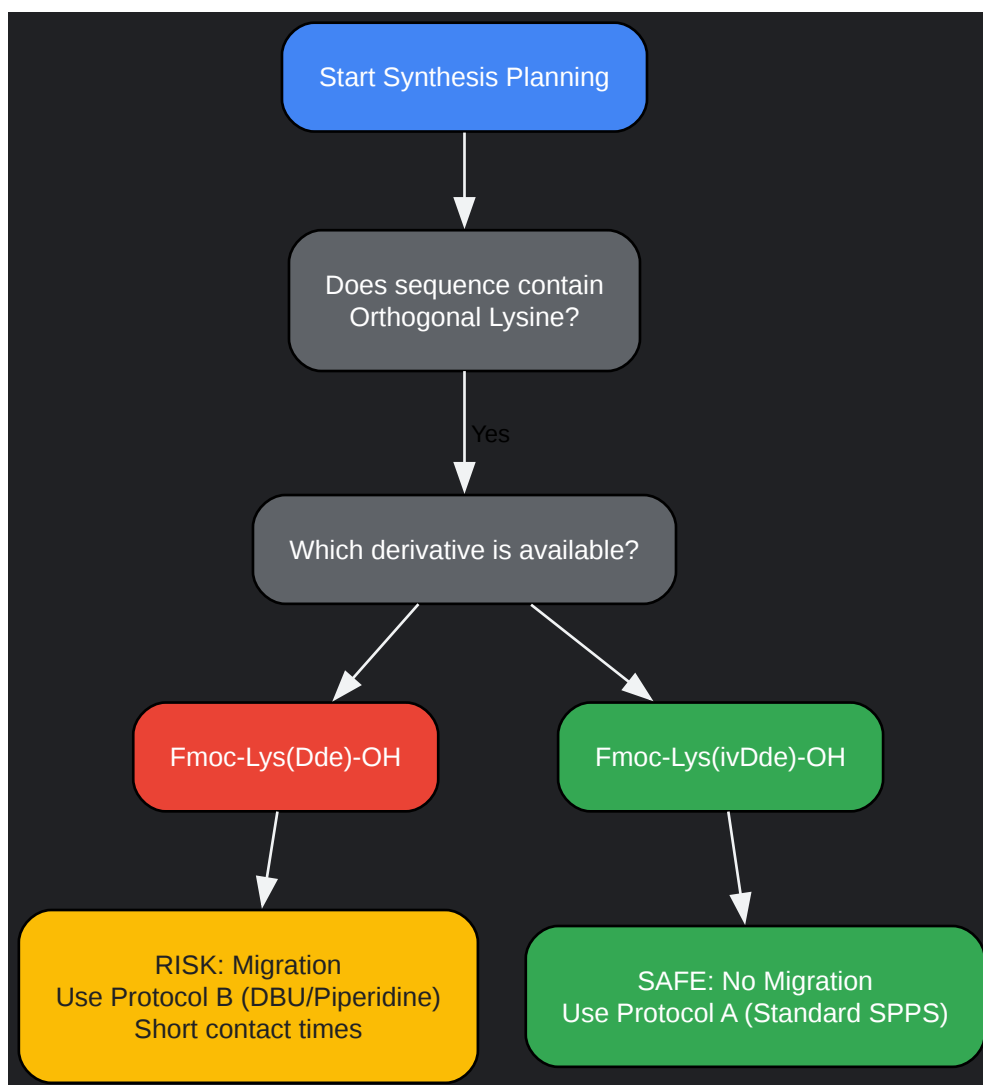 Start Synthesis Planning
Does sequence contain
Orthogonal Lysine?
Yes
Which derivative is available?
Fmoc-Lys(Dde)-OH
Fmoc-Lys(ivDde)-OH
RISK: Migration
Use Protocol B (DBU/Piperidine)
Short contact times
SAFE: No Migration
Use Protocol A (Standard SPPS)